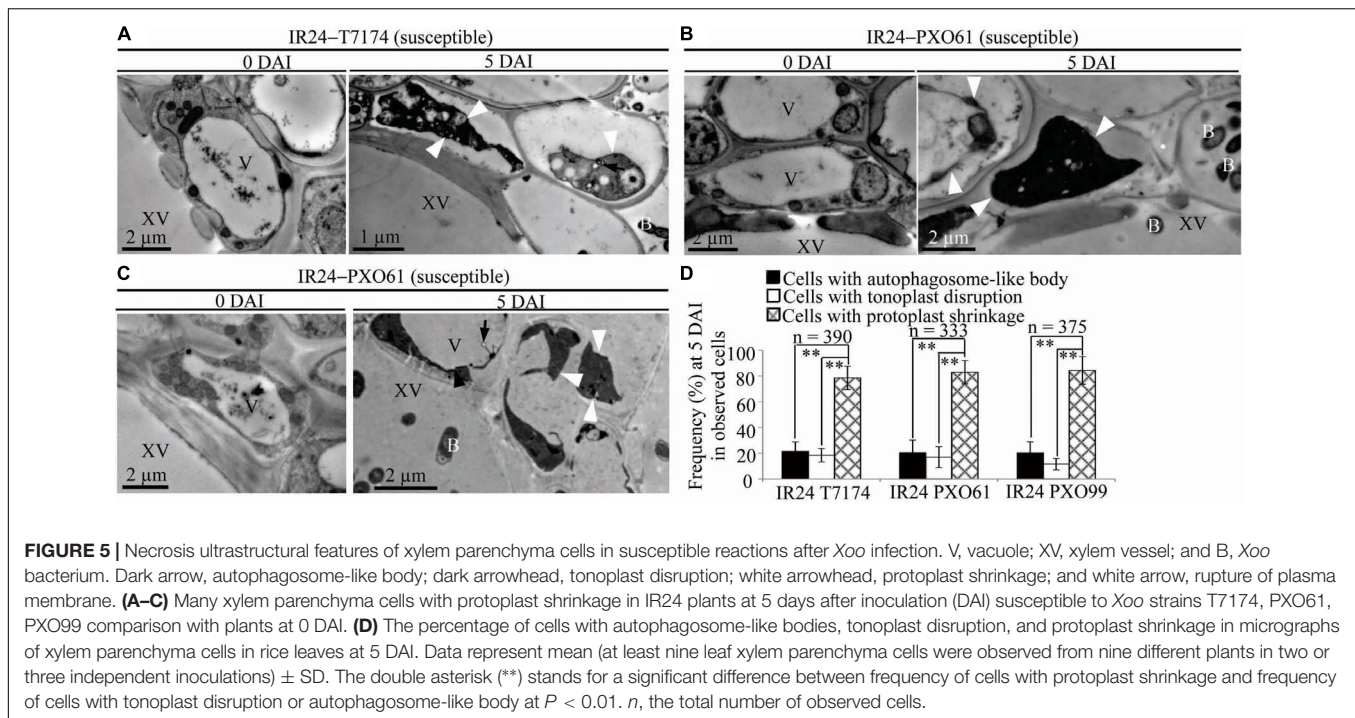 A
IR24–T7174 (susceptible)
0 DAI
5 DAI
V
XV
2 µm
XV
B
1 µm
B
IR24–PXO61 (susceptible)
0 DAI
5 DAI
V
V
XV
2 µm
B
B
B
XV
2 µm
C
IR24–PXO61 (susceptible)
0 DAI
5 DAI
V
XV
2 µm
V
XV
B
2 µm
D
Cells with autophagosome-like body
Cells with tonoplast disruption
Cells with protoplast shrinkage
n = 390
n = 333
n = 375
** ** ** ** ** **
Frequency (%) at 5 DAI
in observed cells
100
80
60
40
20
0
IR24 T7174
IR24 PXO61
IR24 PXO99
FIGURE 5 | Necrosis ultrastructural features of xylem parenchyma cells in susceptible reactions after Xoo infection. V, vacuole; XV, xylem vessel; and B, Xoo
bacterium. Dark arrow, autophagosome-like body; dark arrowhead, tonoplast disruption; white arrowhead, protoplast shrinkage; and white arrow, rupture of plasma
membrane. (A–C) Many xylem parenchyma cells with protoplast shrinkage in IR24 plants at 5 days after inoculation (DAI) susceptible to Xoo strains T7174, PXO61,
PXO99 comparison with plants at 0 DAI. (D) The percentage of cells with autophagosome-like bodies, tonoplast disruption, and protoplast shrinkage in micrographs
of xylem parenchyma cells in rice leaves at 5 DAI. Data represent mean (at least nine leaf xylem parenchyma cells were observed from nine different plants in two or
three independent inoculations) ± SD. The double asterisk (**) stands for a significant difference between frequency of cells with protoplast shrinkage and frequency
of cells with tonoplast disruption or autophagosome-like body at P < 0.01. n, the total number of observed cells.